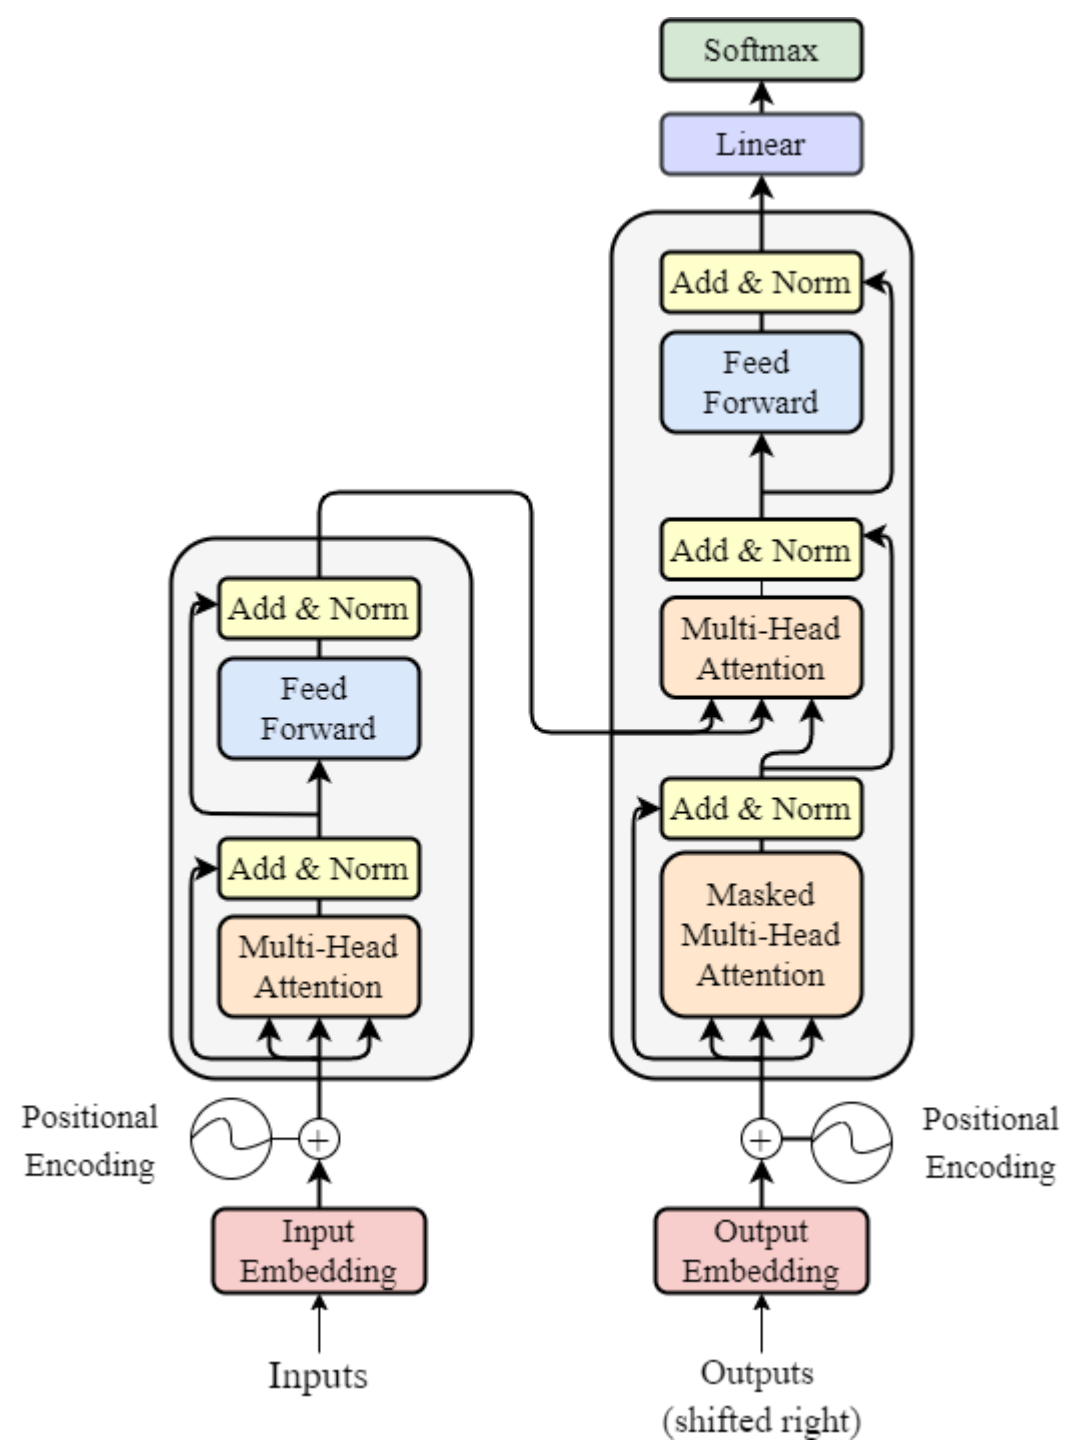 Softmax
Linear
Add & Norm
Feed
Forward
Add & Norm
Multi-Head
Attention
Add & Norm
Masked
Multi-Head
Attention
Add & Norm
Feed
Forward
Add & Norm
Multi-Head
Attention
Positional
Encoding
+
Input
Embedding
Inputs
+
Positional
Encoding
Output
Embedding
Outputs
(shifted right)